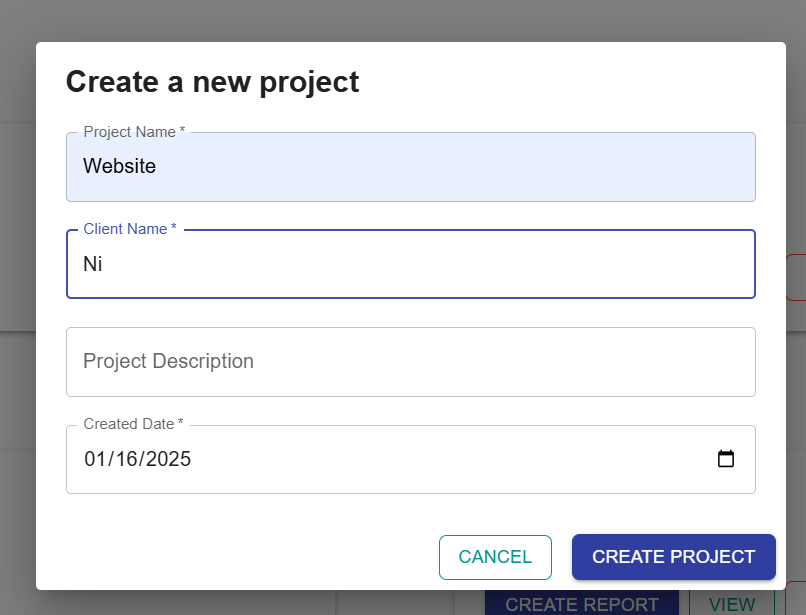 Create a new project
Project Name *
Website
Client Name *
Ni
Project Description
Created Date *
01/16/2025
CANCEL
CREATE PROJECT
CREATE REPORT
VIEW